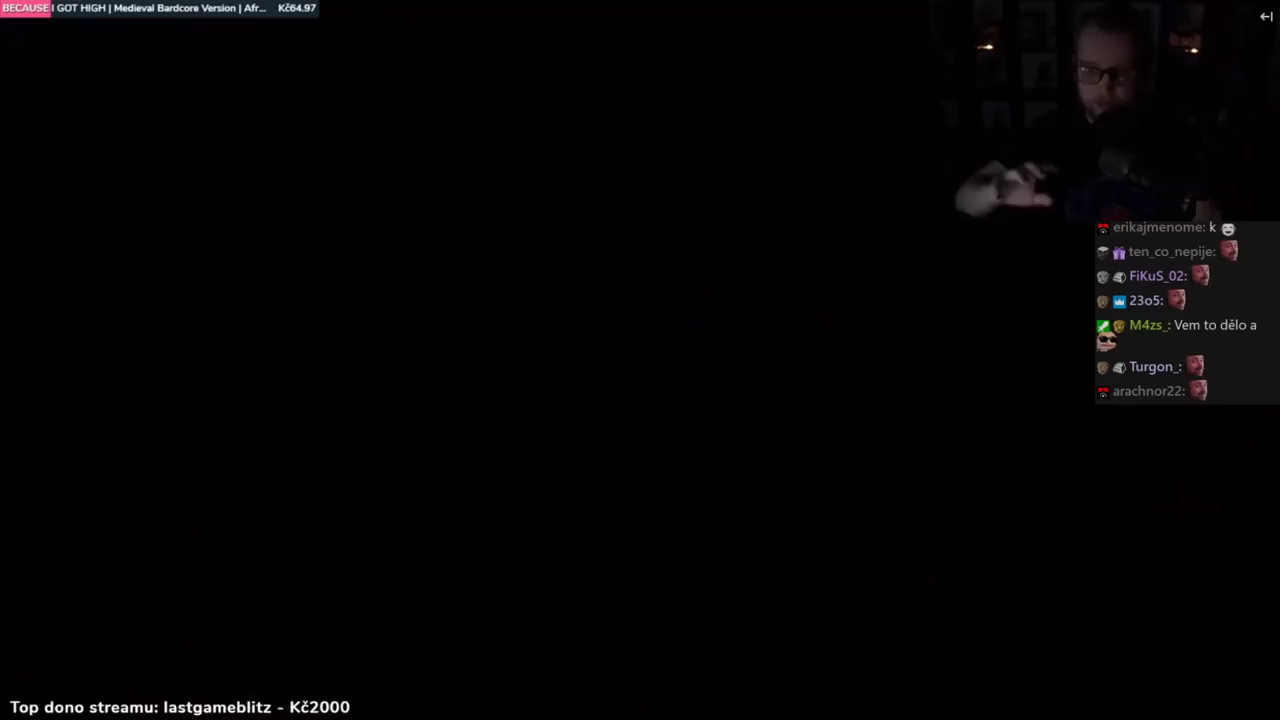 BECAUSE I GOT HIGH | Medieval Bardcore Version | Afr... Kč64.97
erikajmenome: k
ten_co_nepije:
FiKuS_02:
23o5:
M4zs_: Vem to dělo a
Turgon_:
arachnor22:
Top dono streamu: lastgameblitz - Kč2000